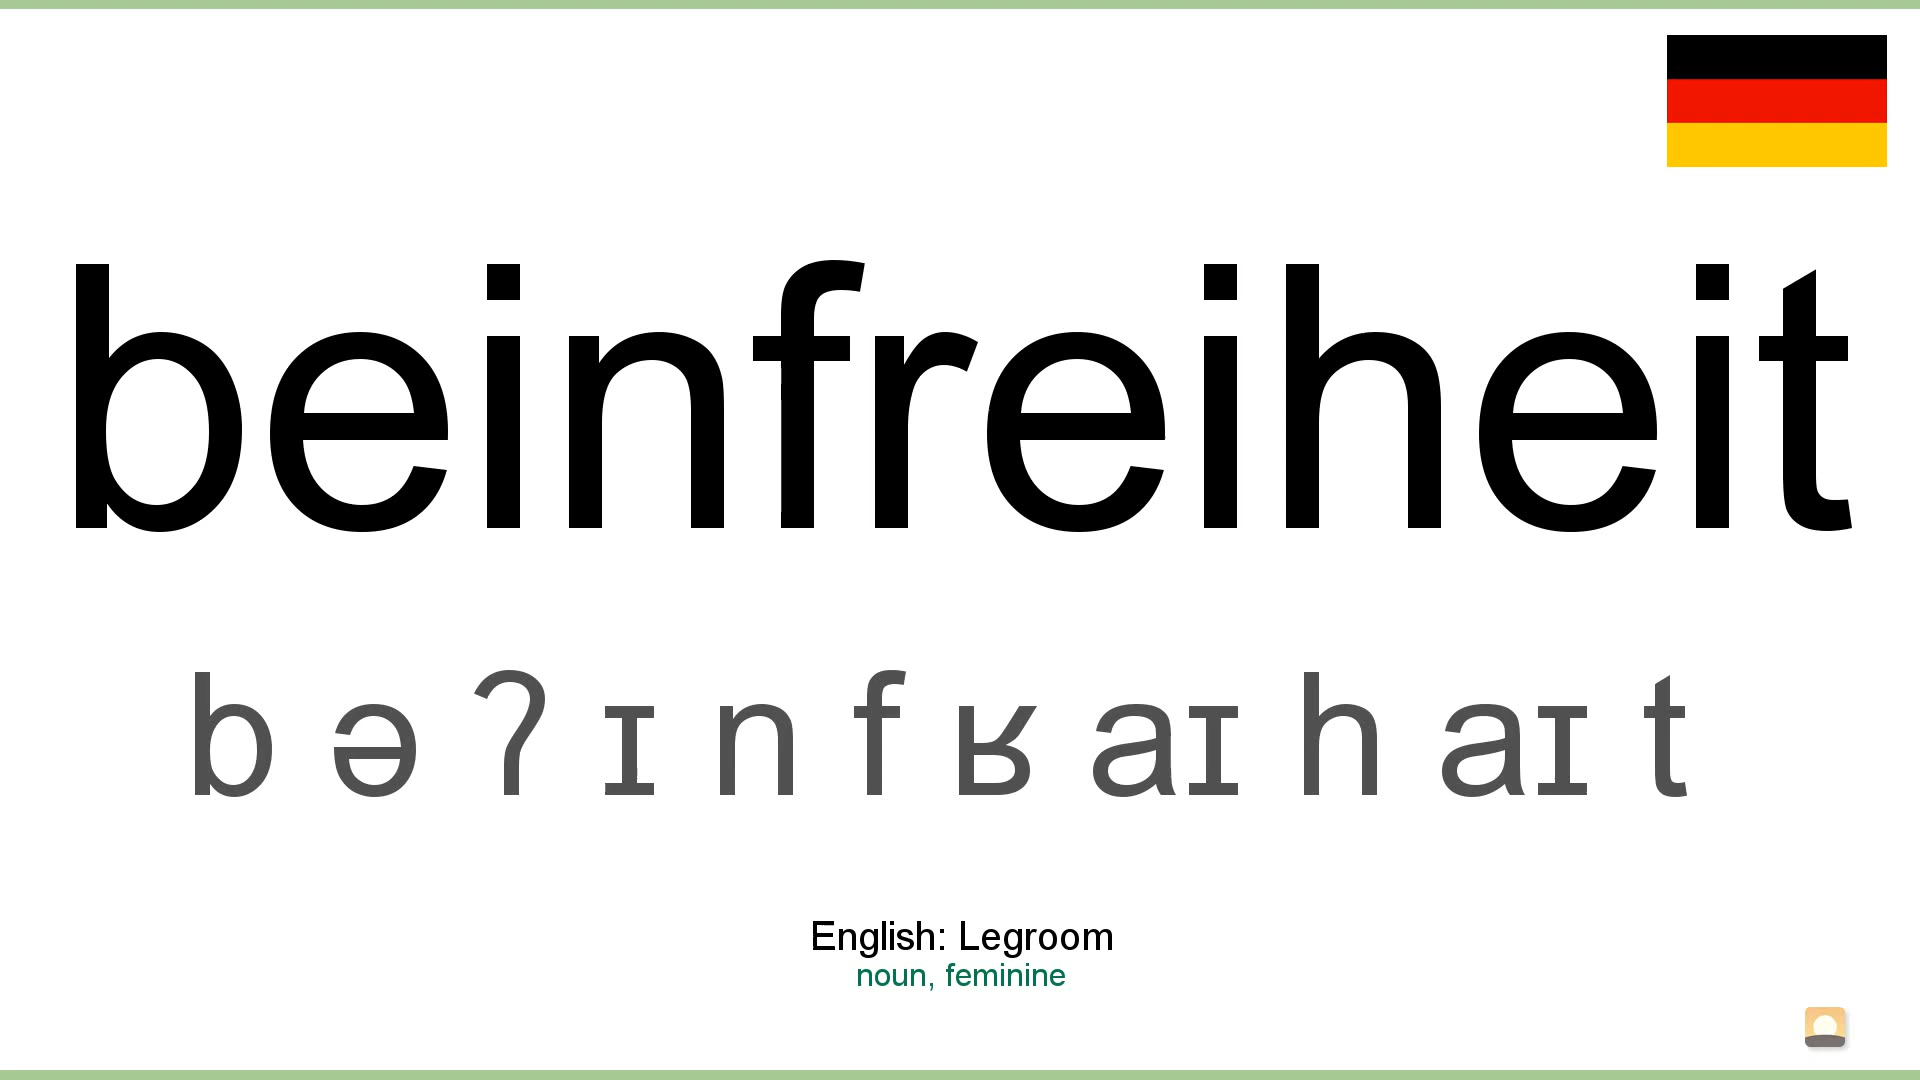 beinfreiheit
b ə ʔ ɪ n f ʁ aɪ h aɪ t
English: Legroom
noun, feminine